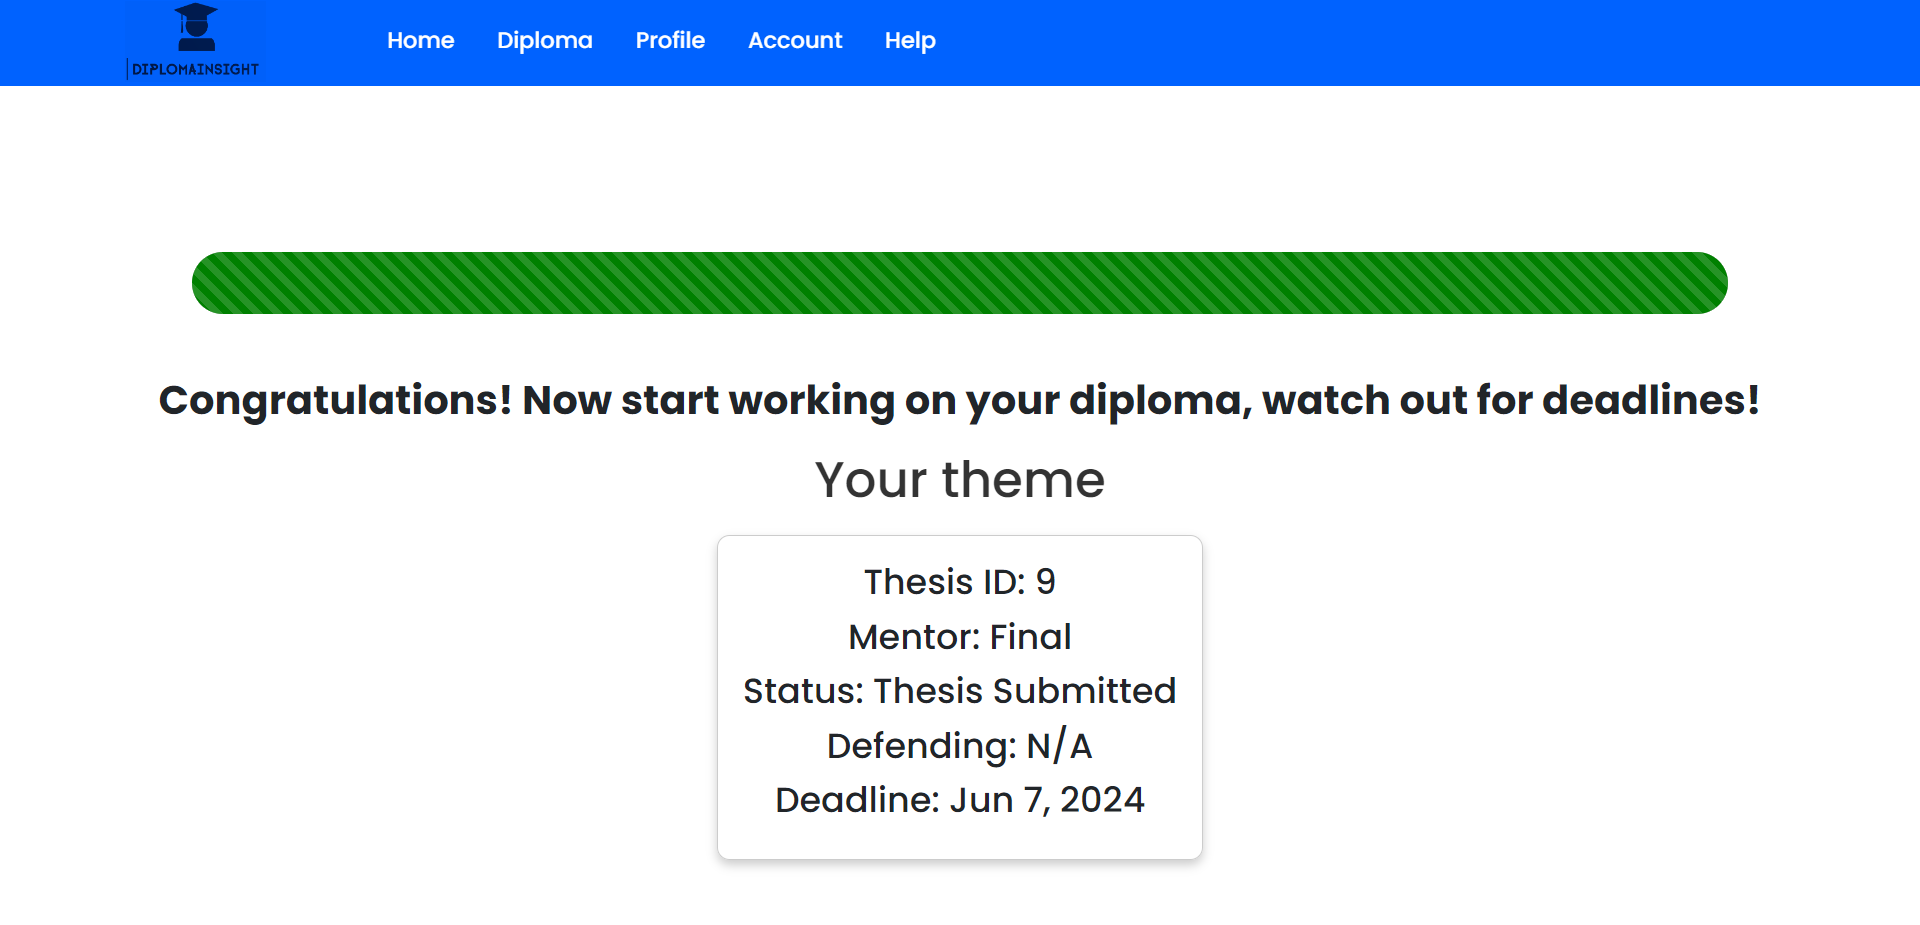 Home Diploma Profile Account Help
DIPLOMAINSIGHT
Congratulations! Now start working on your diploma, watch out for deadlines!
Your theme
Thesis ID: 9
Mentor: Final
Status: Thesis Submitted
Defending: N/A
Deadline: Jun 7, 2024